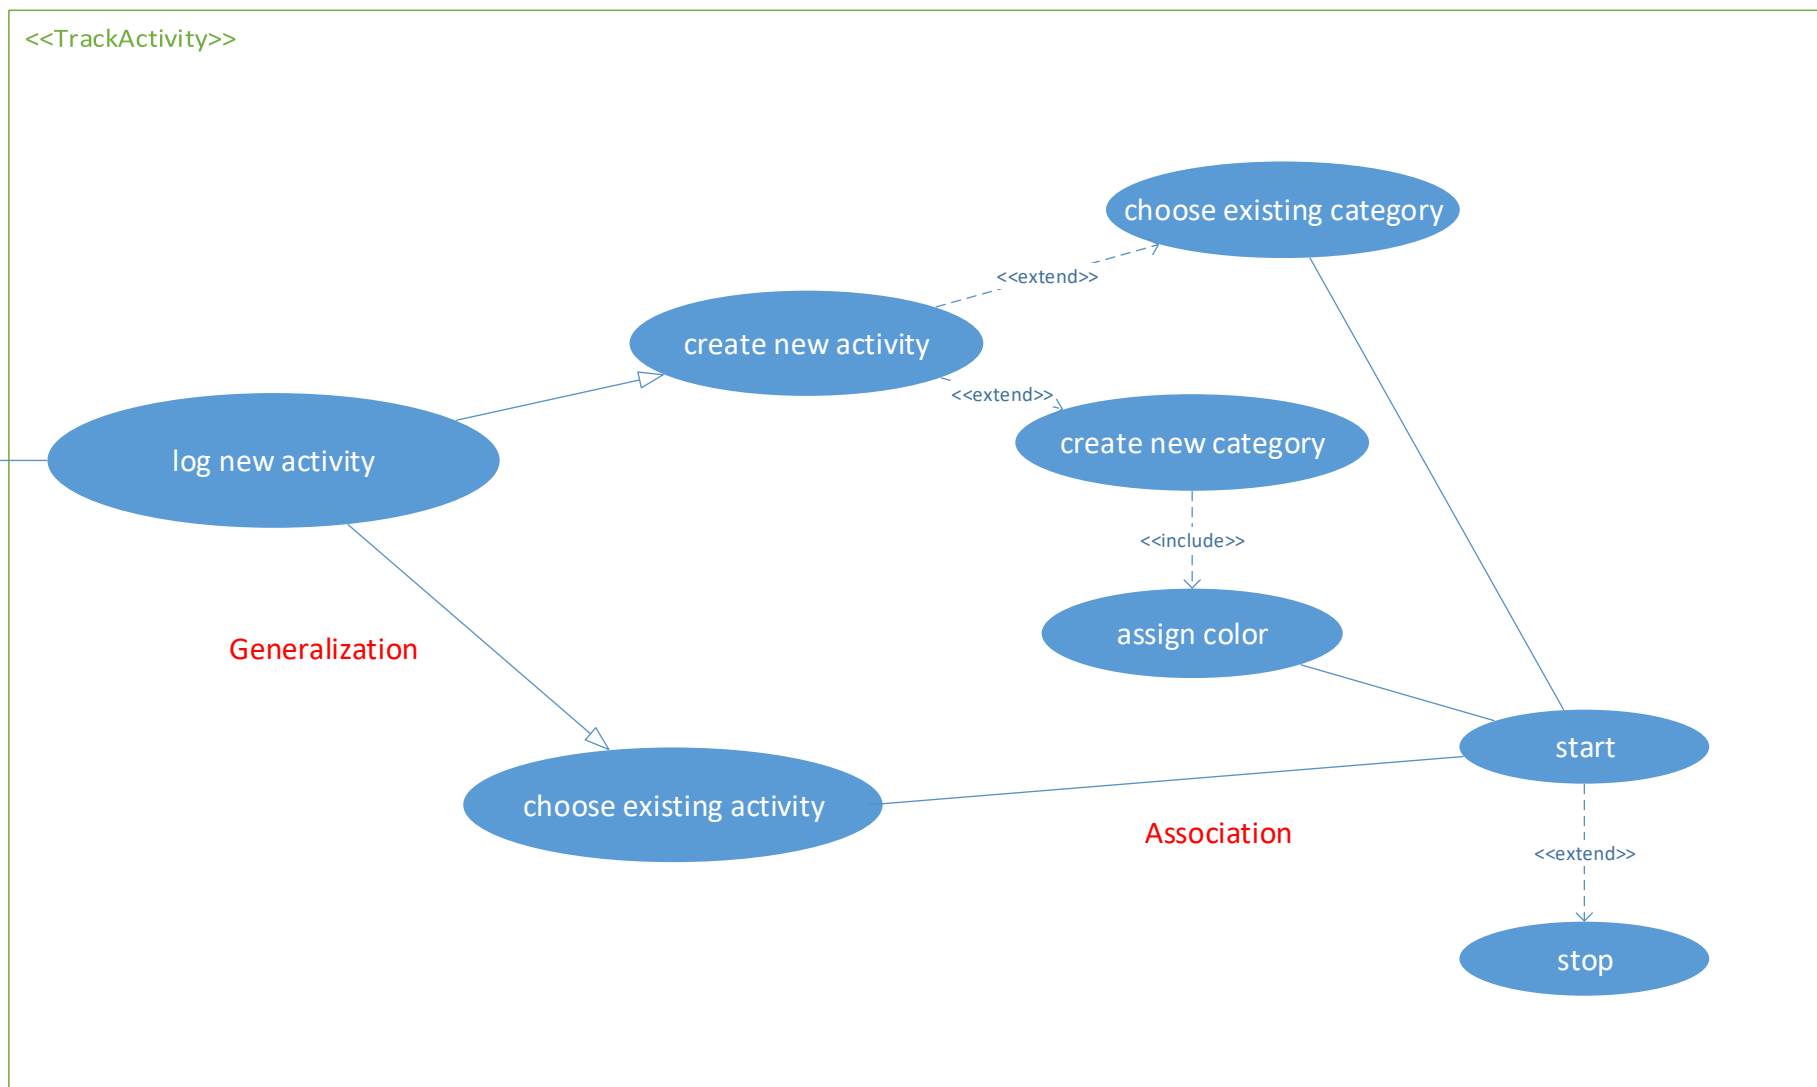 <<TrackActivity>>
choose existing category
<<extend>>
create new activity
<<extend>>
create new category
log new activity
<<include>>
assign color
Generalization
start
choose existing activity
Association
<<extend>>
stop